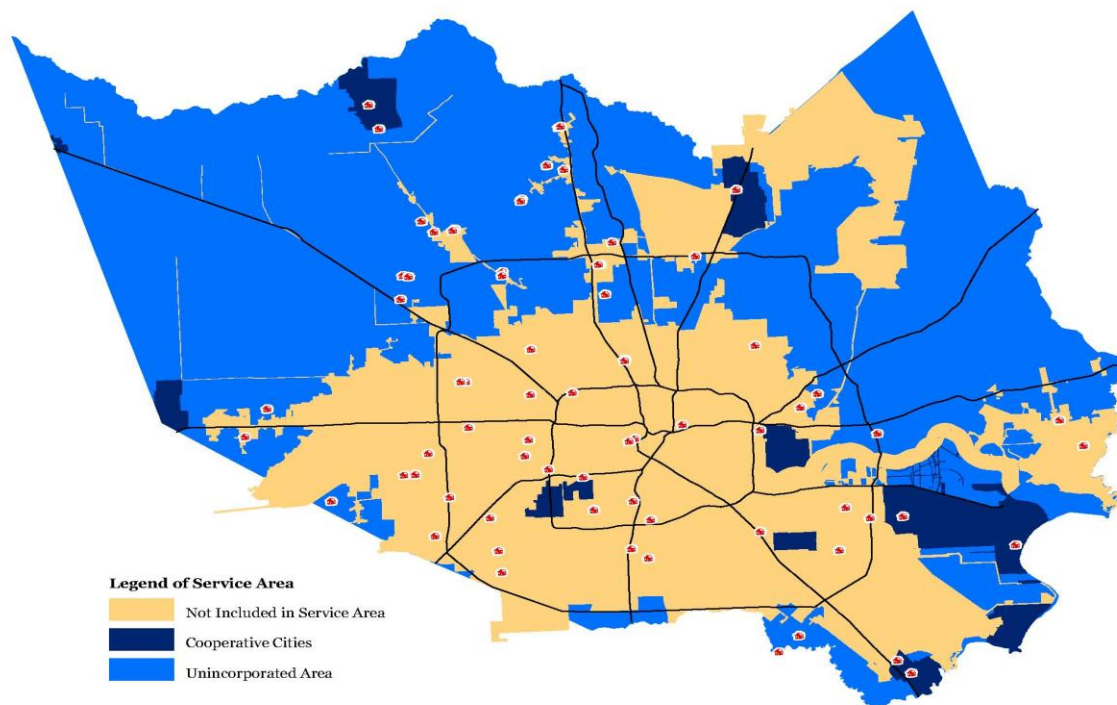 Legend of Service Area
Not Included in Service Area
Cooperative Cities
Unincorporated Area